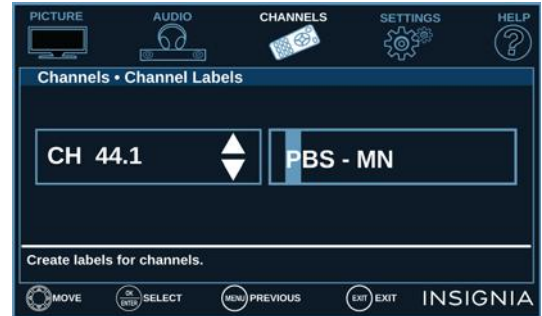 PICTURE AUDIO CHANNELS SETTINGS HELP
Channels • Channel Labels
CH 44.1 PBS - MN
Create labels for channels.
MOVE OK ENTER SELECT MENU PREVIOUS EXIT EXIT INSIGNIA